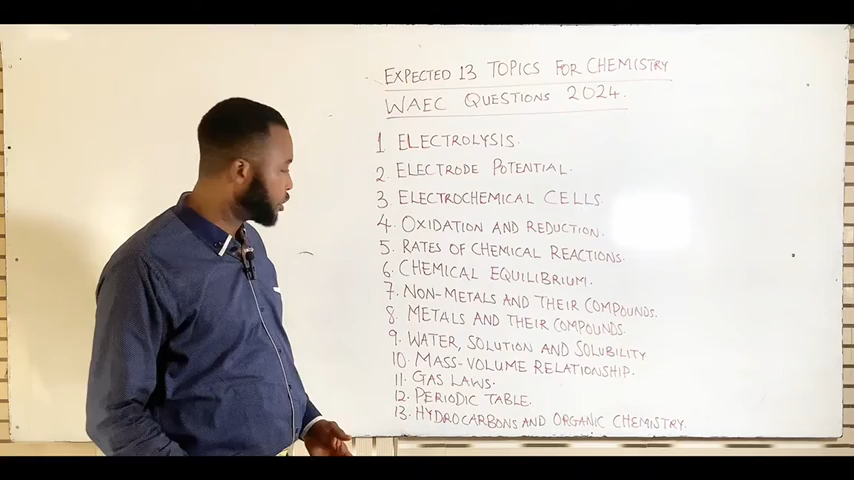 EXPECTED 13 TOPICS FOR CHEMISTRY
WAEC QUESTIONS 2024.
1 ELECTROLYSIS.
2. ELECTRODE POTENTIAL.
3. ELECTROCHEMICAL CELLS
4. OXIDATION AND REDUCTION.
5. RATES OF CHEMICAL REACTIONS.
6. CHEMICAL EQUILIBRIUM.
7. NON-METALS AND THEIR COMPOUNDS.
8. METALS AND THEIR COMPOUNDS
9. WATER, SOLUTION AND SOLUBILITY
10. MASS-VOLUME RELATIONSHIP.
11. GAS LAWS.
12. PERIODIC TABLE.
13. HYDROCARBONS AND ORGANIC CHEMISTRY.